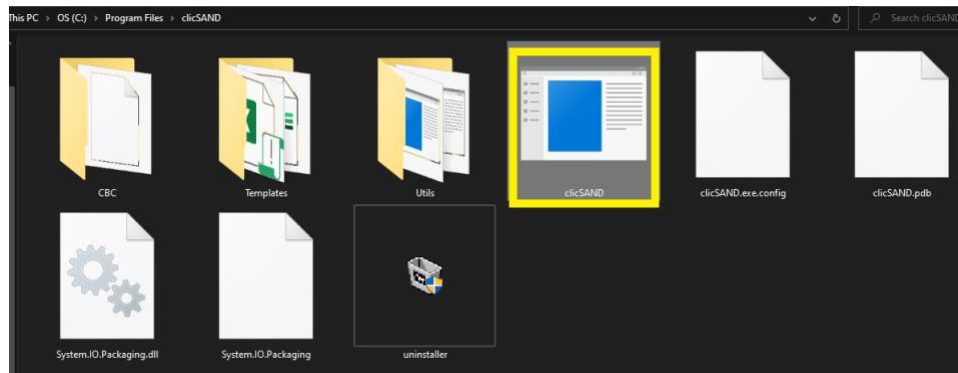 This PC > OS (C:) > Program Files > clicSAND
Search clicSAND
CBC
Templates
Utils
clicSAND
clicSAND.exe.config
clicSAND.pdb
System.IO.Packaging.dll
System.IO.Packaging
uninstaller